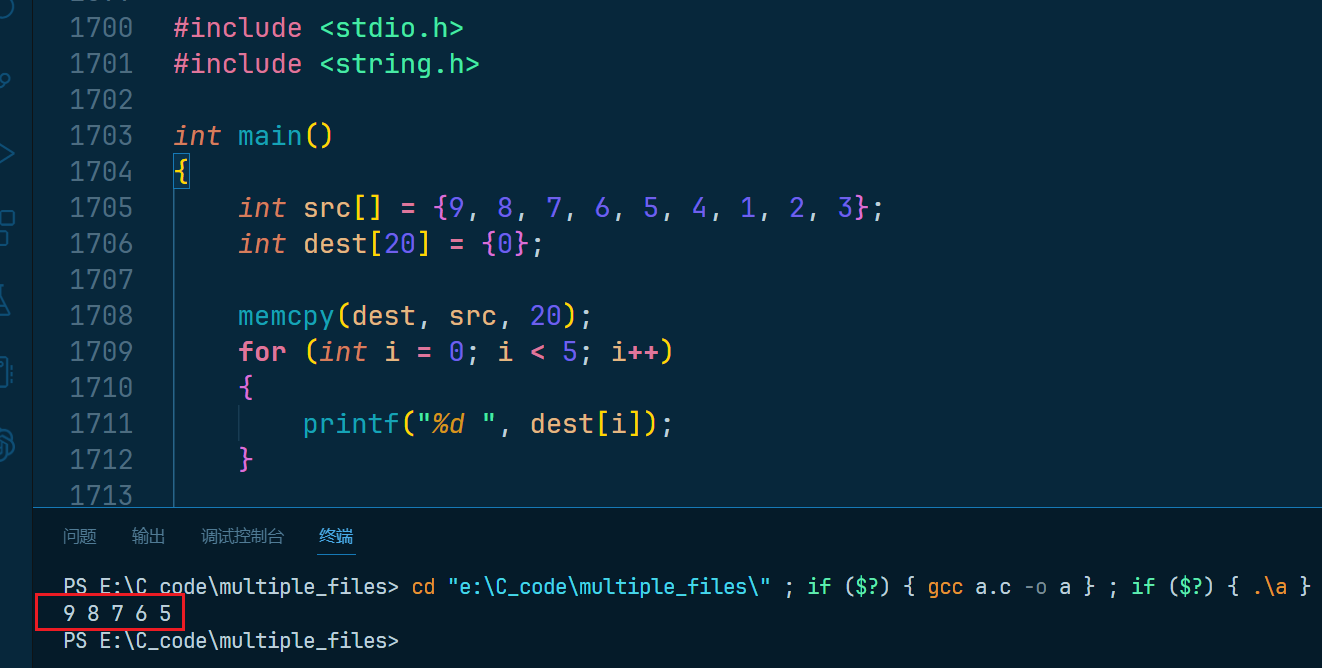 1700 #include <stdio.h>
1701 #include <string.h>
1702
1703 int main()
1704 {
1705     int src[] = {9, 8, 7, 6, 5, 4, 1, 2, 3};
1706     int dest[20] = {0};
1707
1708     memcpy(dest, src, 20);
1709     for (int i = 0; i < 5; i++)
1710     {
1711         printf("%d ", dest[i]);
1712     }
1713
问题 输出 调试控制台 终端
PS E:\C_code\multiple_files> cd "e:\C_code\multiple_files\" ; if ($?) { gcc a.c -o a } ; if ($?) { .\a }
9 8 7 6 5
PS E:\C_code\multiple_files>